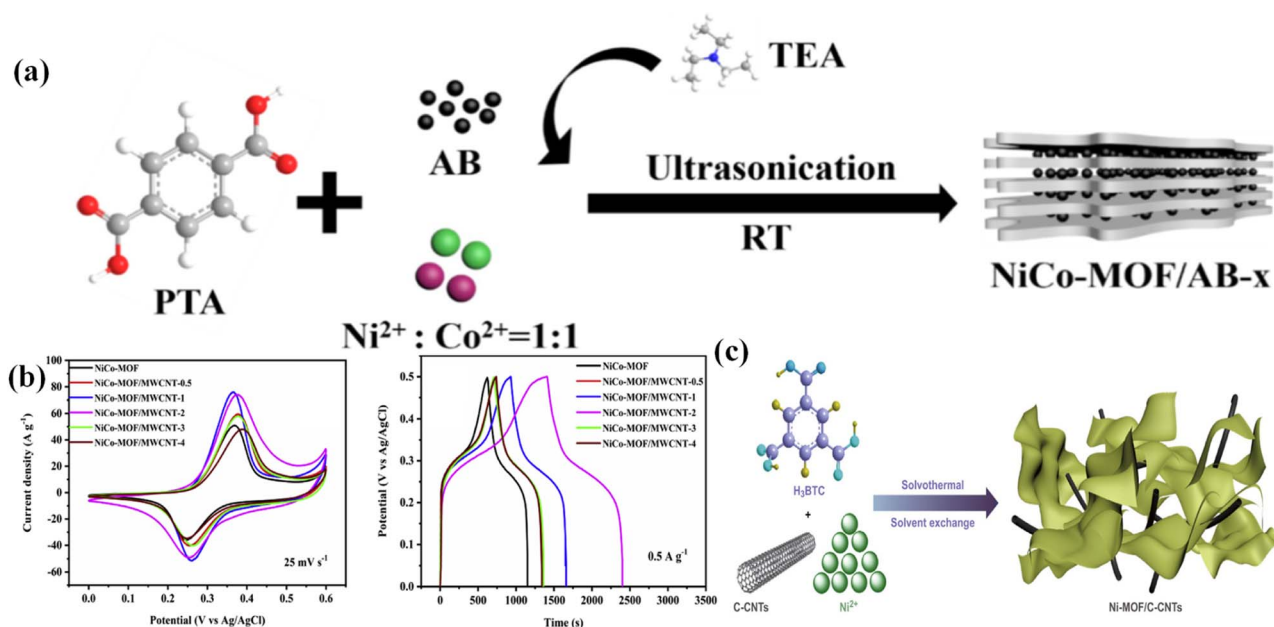 (a)
TEA
AB
Ultrasonication
RT
PTA
Ni²⁺ : Co²⁺=1:1
NiCo-MOF/AB-x
(b)
100
80
60
40
20
0
-20
-40
-60
Current density (A g⁻¹)
NiCo-MOF
NiCo-MOF/MWCNT-0.5
NiCo-MOF/MWCNT-1
NiCo-MOF/MWCNT-2
NiCo-MOF/MWCNT-3
NiCo-MOF/MWCNT-4
25 mV s⁻¹
0.0 0.1 0.2 0.3 0.4 0.5 0.6
Potential (V vs Ag/AgCl)
Potential (V vs Ag/AgCl)
0.5
0.4
0.3
0.2
0.1
0.0
NiCo-MOF
NiCo-MOF/MWCNT-0.5
NiCo-MOF/MWCNT-1
NiCo-MOF/MWCNT-2
NiCo-MOF/MWCNT-3
NiCo-MOF/MWCNT-4
0.5 A g⁻¹
0 500 1000 1500 2000 2500 3000 3500
Time (s)
(c)
H₃BTC
+
C-CNTs
Ni²⁺
Solvothermal
Solvent exchange
Ni-MOF/C-CNTs